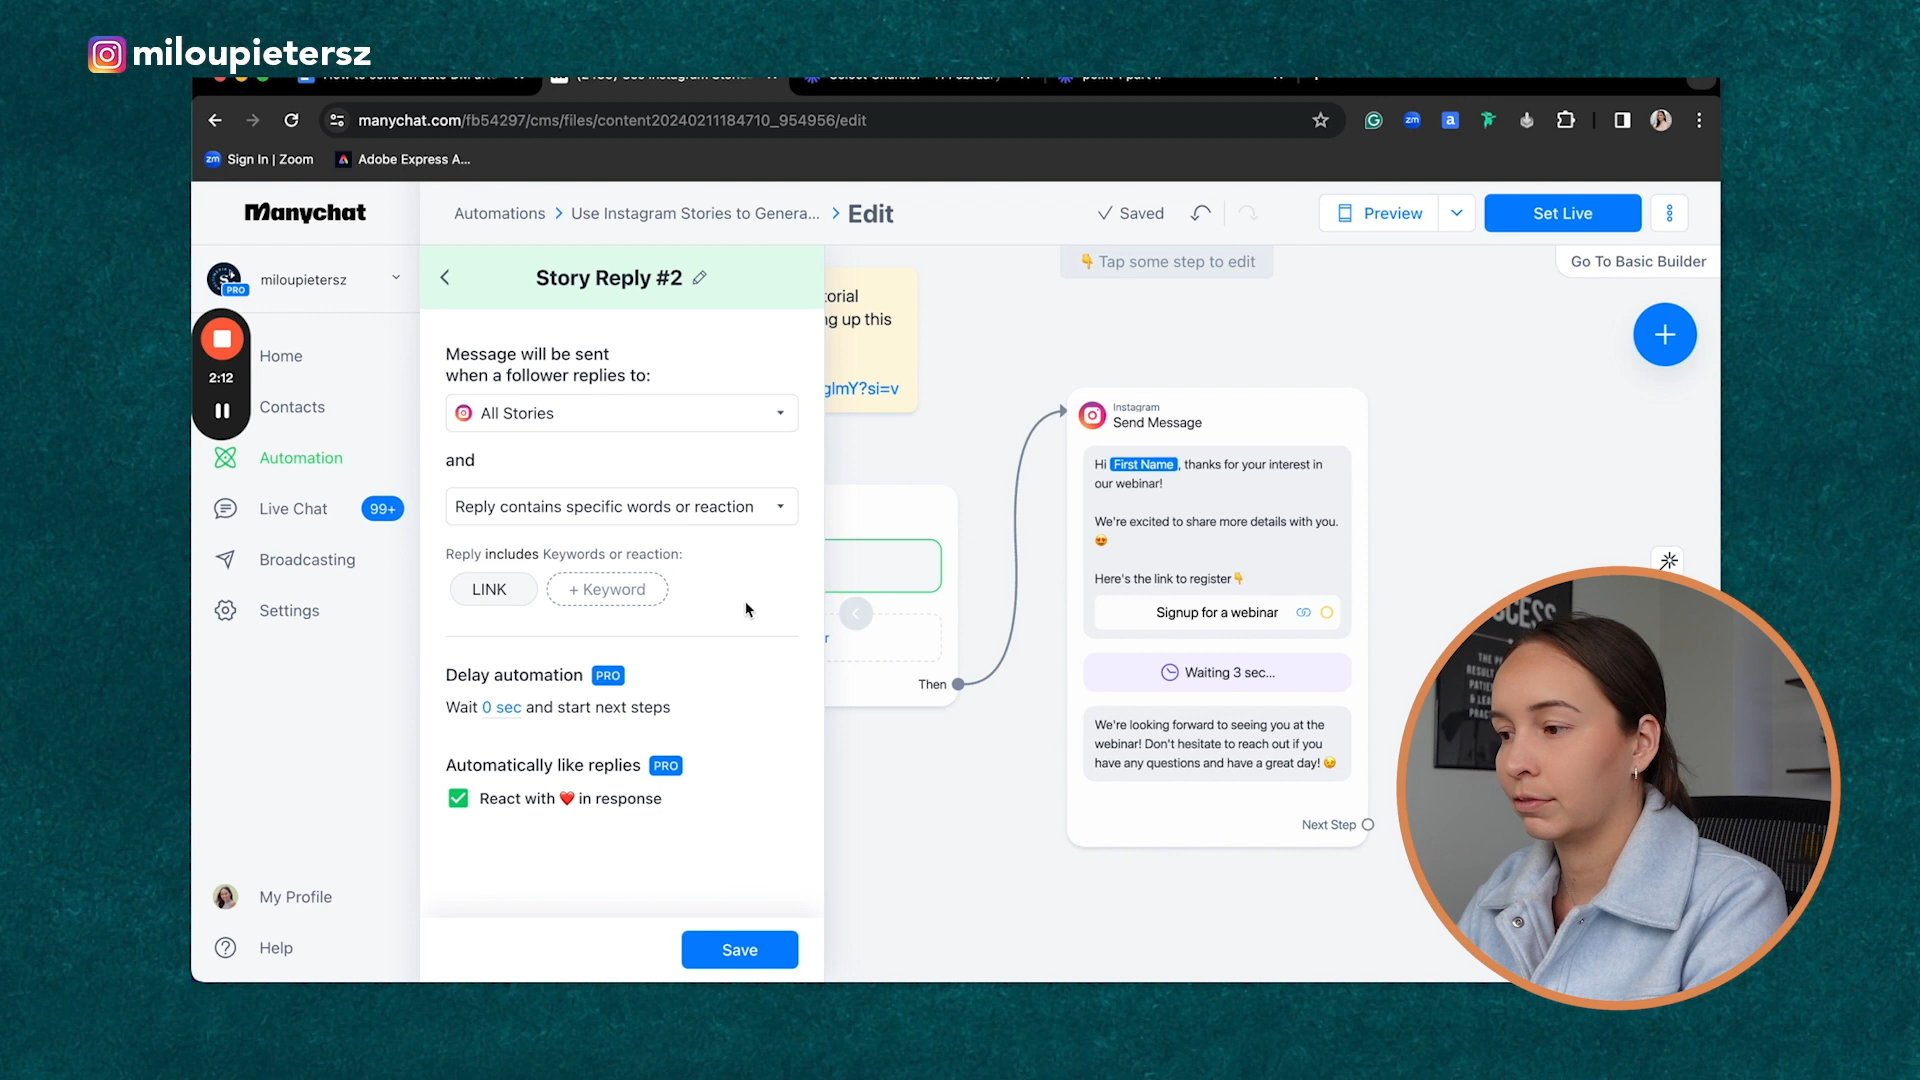 miloupietersz
manychat.com/fb54297/cms/files/content20240211184710_954956/edit
Sign In | Zoom
Adobe Express A...
Manychat
Automations > Use Instagram Stories to Genera... > Edit
Saved
Preview
Set Live
miloupietersz
PRO
2:12
Home
Contacts
Automation
Live Chat
99+
Broadcasting
Settings
My Profile
Help
Story Reply #2
Message will be sent
when a follower replies to:
All Stories
and
Reply contains specific words or reaction
Reply includes Keywords or reaction:
LINK
+ Keyword
Delay automation PRO
Wait 0 sec and start next steps
Automatically like replies PRO
React with ❤️ in response
Save
👇 Tap some step to edit
Go To Basic Builder
torial
ng up this
glmY?si=v
r
Then
Instagram
Send Message
Hi First Name, thanks for your interest in
our webinar!
We're excited to share more details with you.
😍
Here's the link to register👇
Signup for a webinar
Waiting 3 sec...
We're looking forward to seeing you at the
webinar! Don't hesitate to reach out if you
have any questions and have a great day! 😉
Next Step